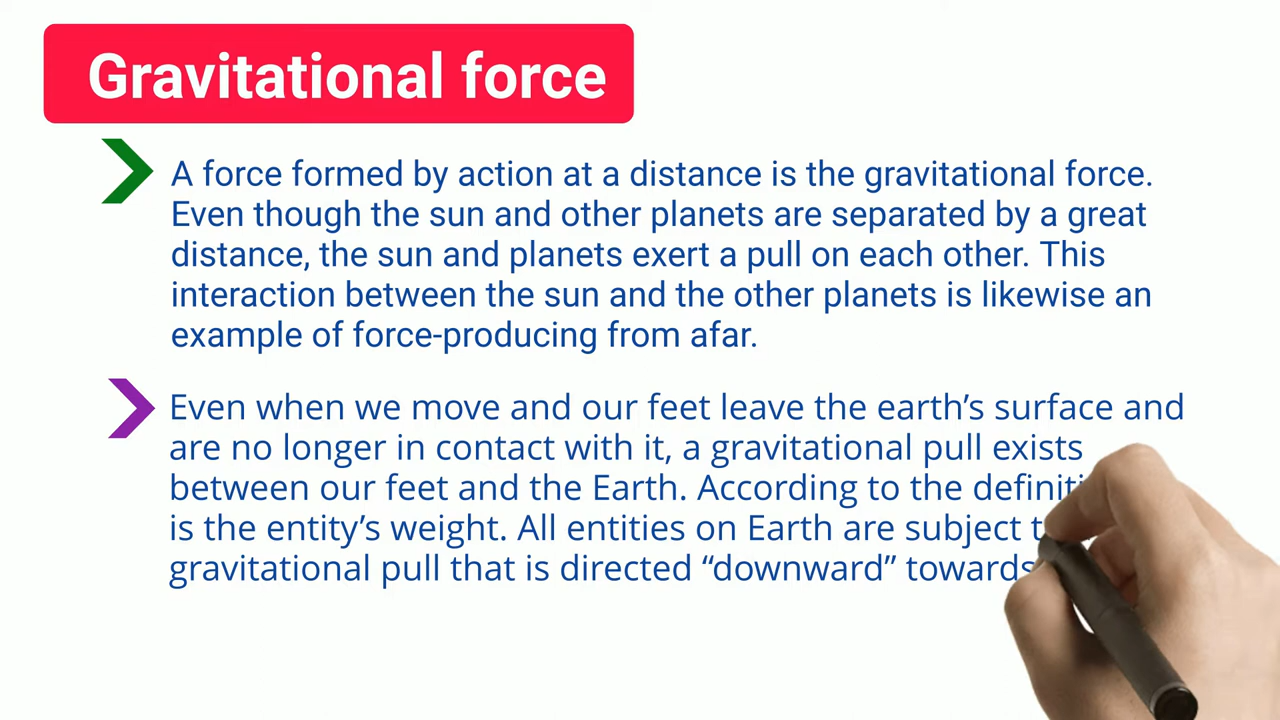 Gravitational force
A force formed by action at a distance is the gravitational force.
Even though the sun and other planets are separated by a great
distance, the sun and planets exert a pull on each other. This
interaction between the sun and the other planets is likewise an
example of force-producing from afar.
Even when we move and our feet leave the earth’s surface and
are no longer in contact with it, a gravitational pull exists
between our feet and the Earth. According to the
is the entity’s weight. All entities on Earth are subject
gravitational pull that is directed “downward” towards